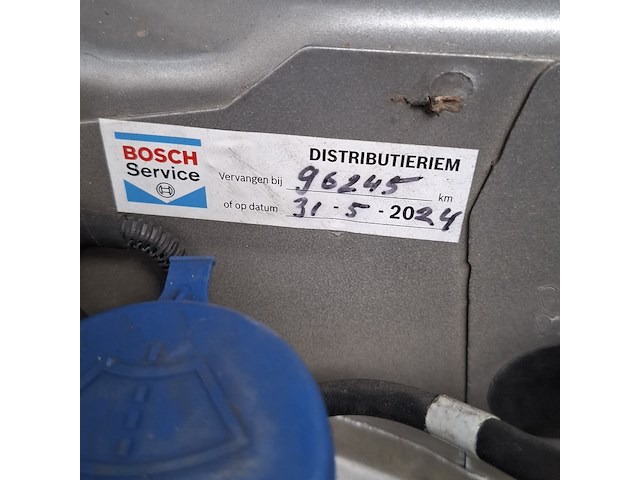 BOSCH
Service
DISTRIBUTIERIEM
Vervangen bij 96245 km
of op datum 31-5-2024